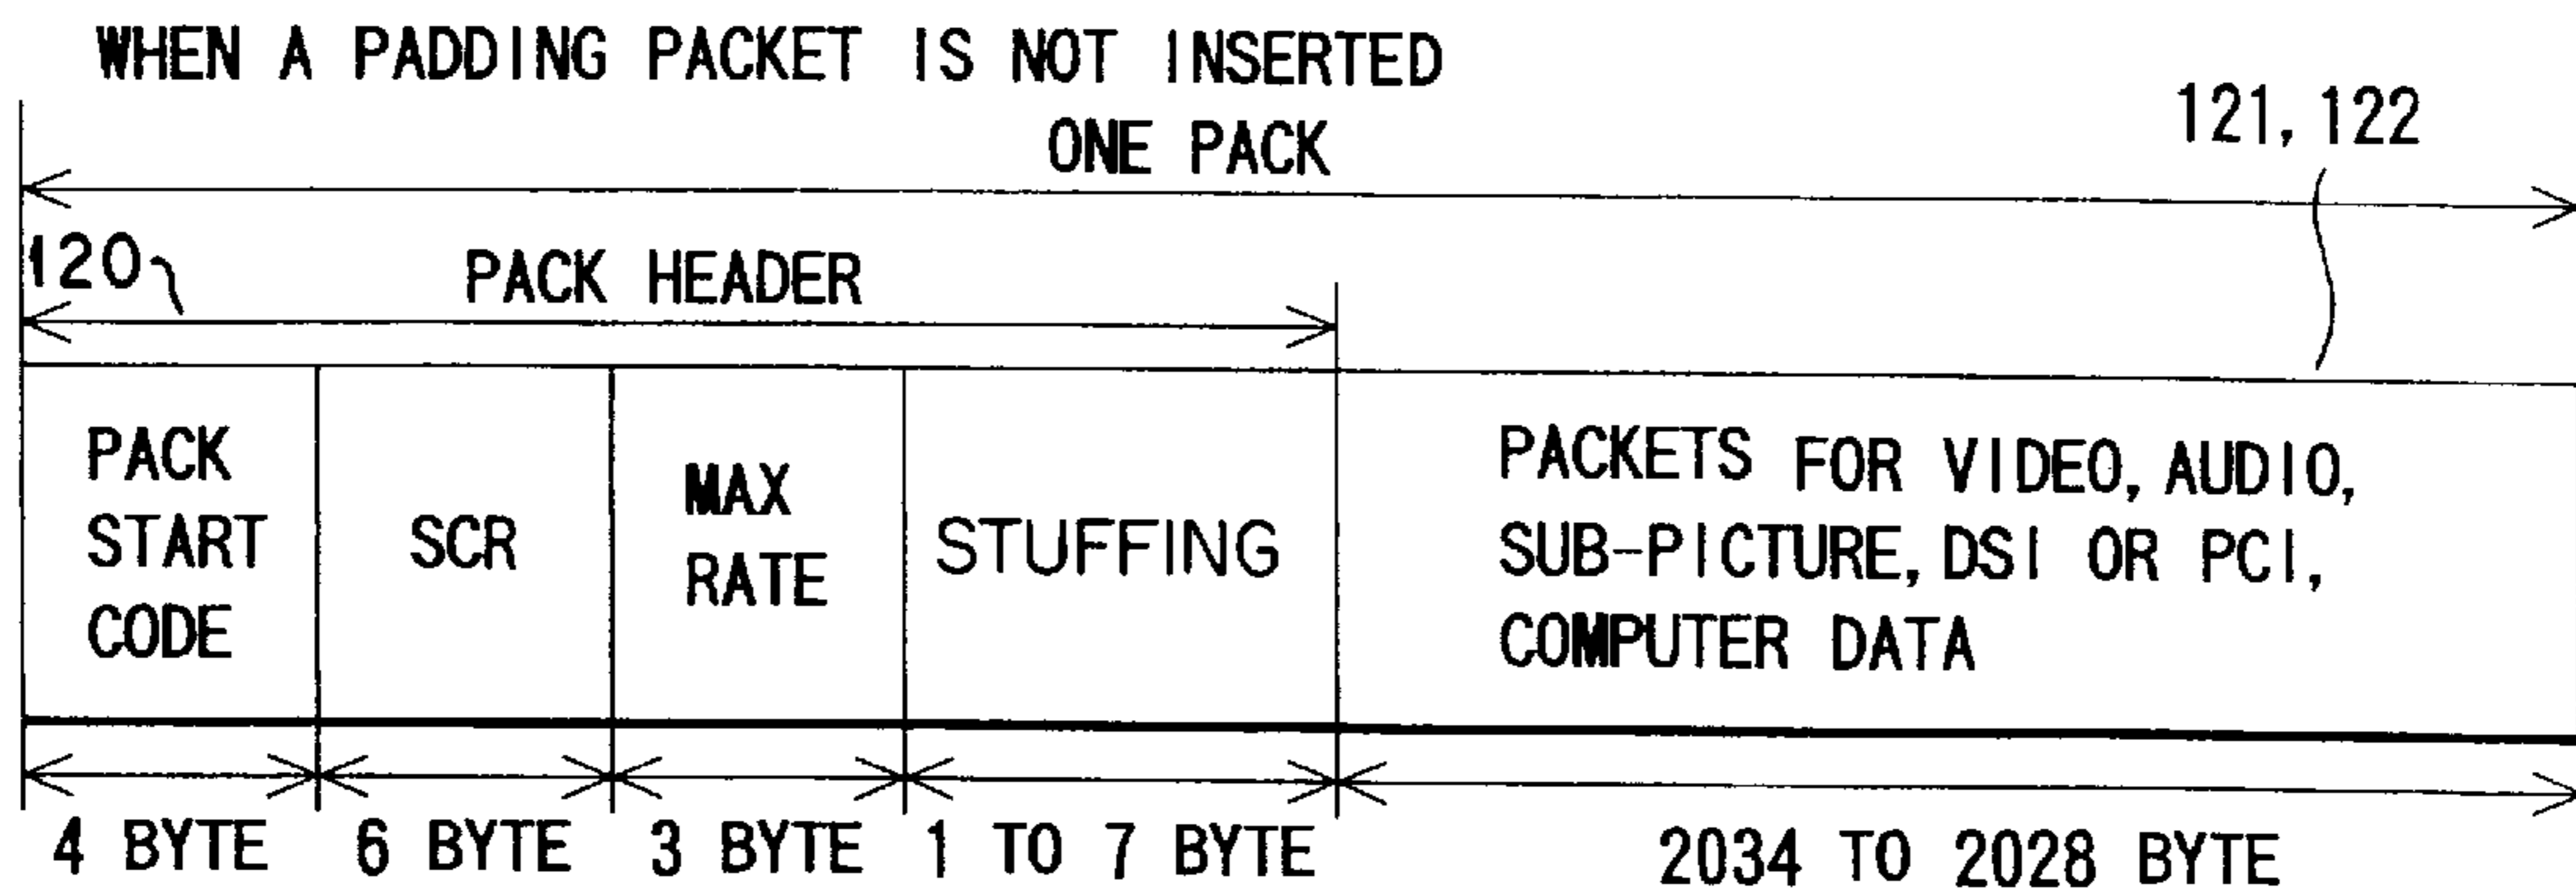 WHEN A PADDING PACKET IS NOT INSERTED
ONE PACK
121, 122
120
PACK HEADER
PACK
START
CODE
SCR
MAX
RATE
STUFFING
PACKETS FOR VIDEO, AUDIO,
SUB-PICTURE, DSI OR PCI,
COMPUTER DATA
4 BYTE
6 BYTE
3 BYTE
1 TO 7 BYTE
2034 TO 2028 BYTE